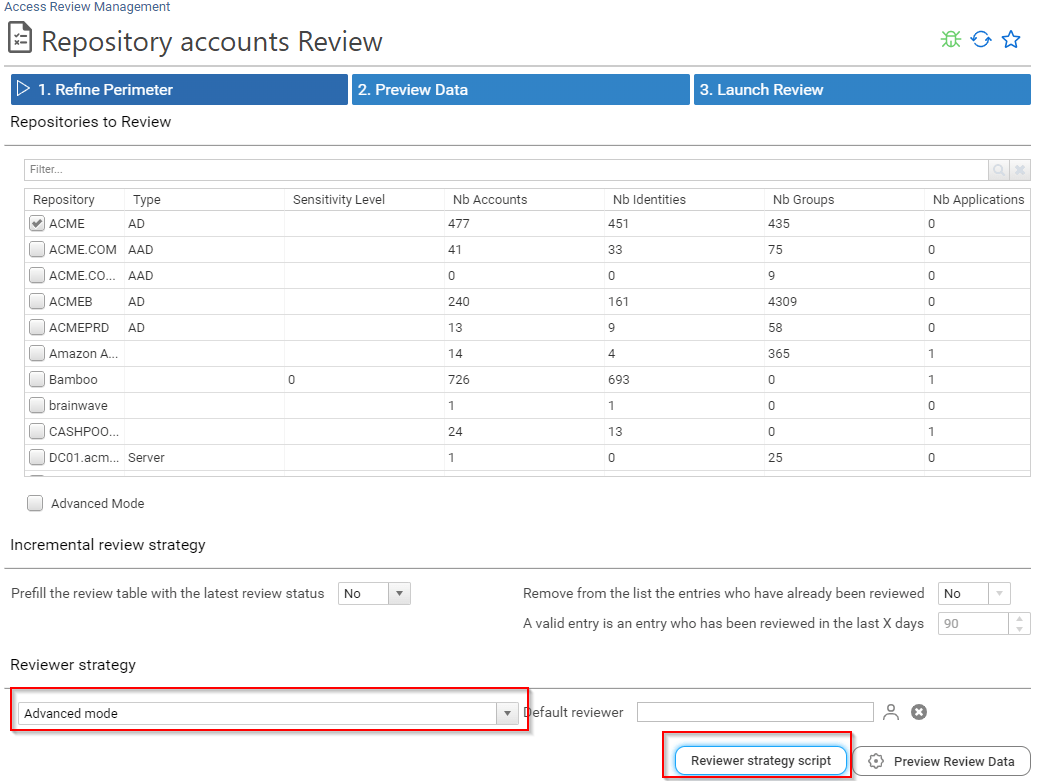 Access Review Management
Repository accounts Review
1. Refine Perimeter 2. Preview Data 3. Launch Review
Repositories to Review
Filter...
Repository Type Sensitivity Level Nb Accounts Nb Identities Nb Groups Nb Applications
ACME AD 477 451 435 0
ACME.COM AAD 41 33 75 0
ACME.CO... AAD 0 0 9 0
ACMEB AD 240 161 4309 0
ACMEPRD AD 13 9 58 0
Amazon A... 14 4 365 1
Bamboo 0 726 693 0 1
brainwave 1 1 0 0
CASHPOO... 24 13 0 1
DC01.acm... Server 1 0 25 0
Advanced Mode
Incremental review strategy
Prefill the review table with the latest review status No Remove from the list the entries who have already been reviewed No
A valid entry is an entry who has been reviewed in the last X days 90
Reviewer strategy
Advanced mode Default reviewer
Reviewer strategy script Preview Review Data